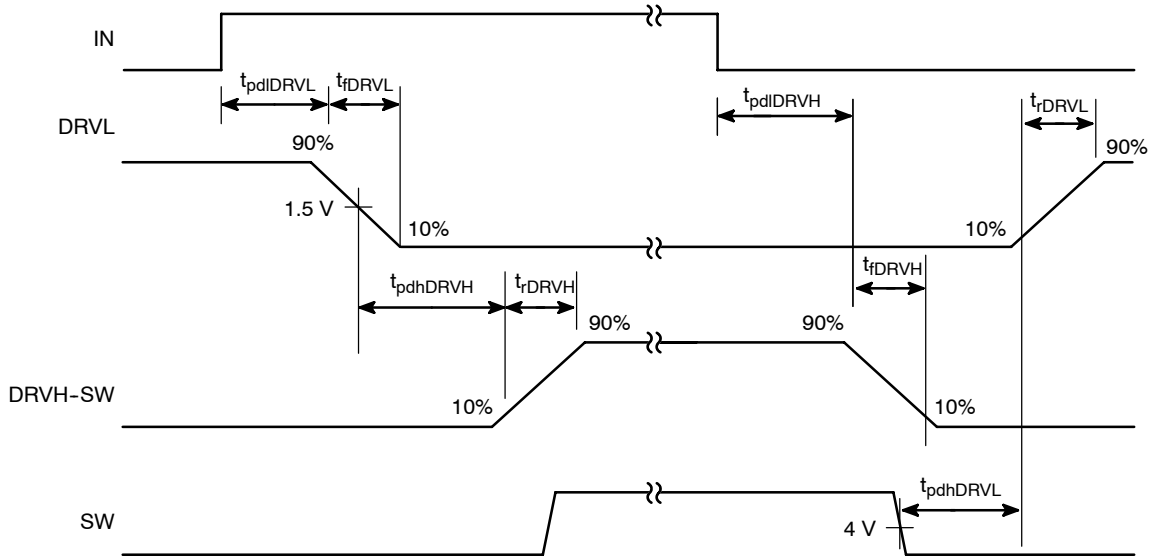 IN
tpdlDRVL
tfDRVL
tpdlDRVH
trDRVL
DRVL
90%
90%
1.5 V
10%
10%
tpdhDRVH
trDRVH
tfDRVH
90%
90%
DRVH-SW
10%
10%
tpdhDRVL
SW
4 V